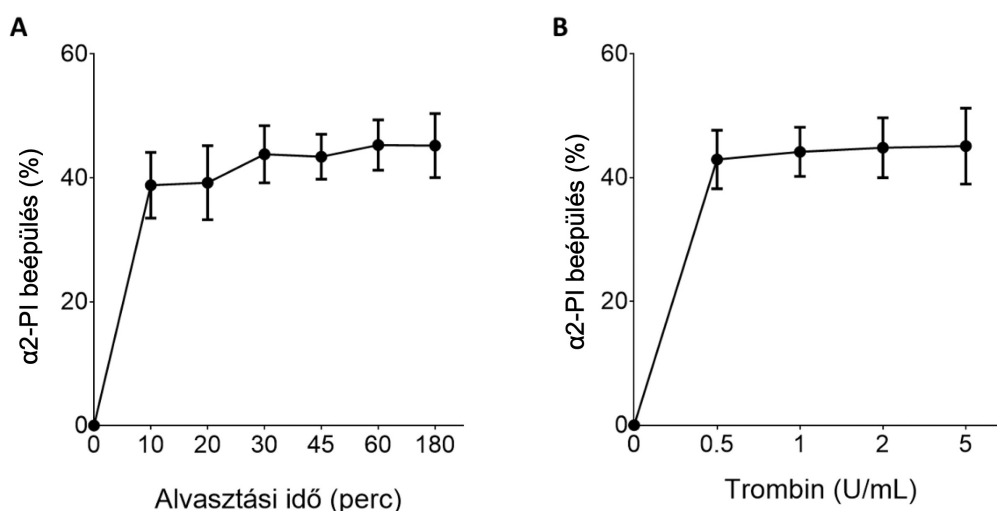 A
α2-PI beépülés (%)
60
40
20
0
0 10 20 30 45 60 180
Alvasztási idő (perc)
B
α2-PI beépülés (%)
60
40
20
0
0 0.5 1 2 5
Trombin (U/mL)